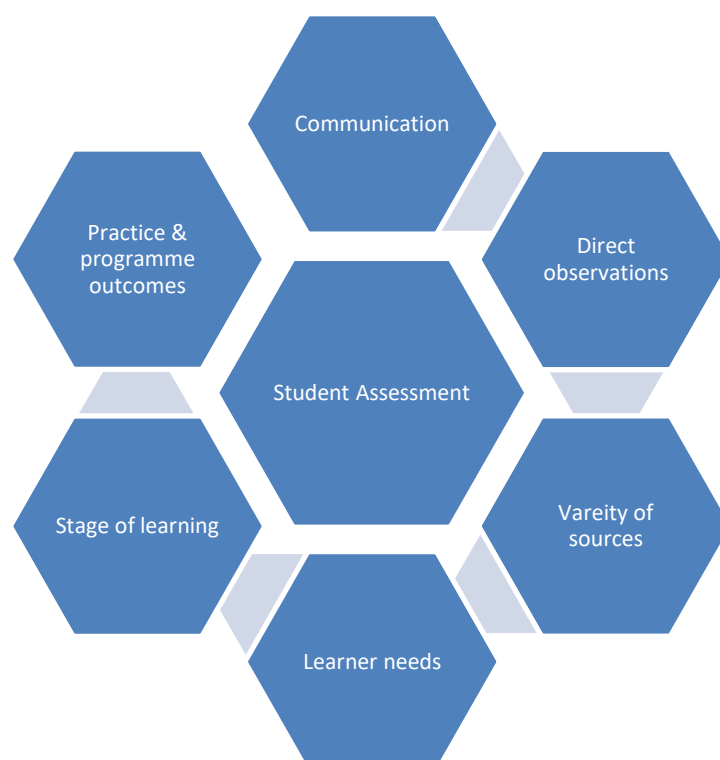 Communication
Practice &
programme
outcomes
Direct
observations
Student Assessment
Stage of learning
Vareity of
sources
Learner needs